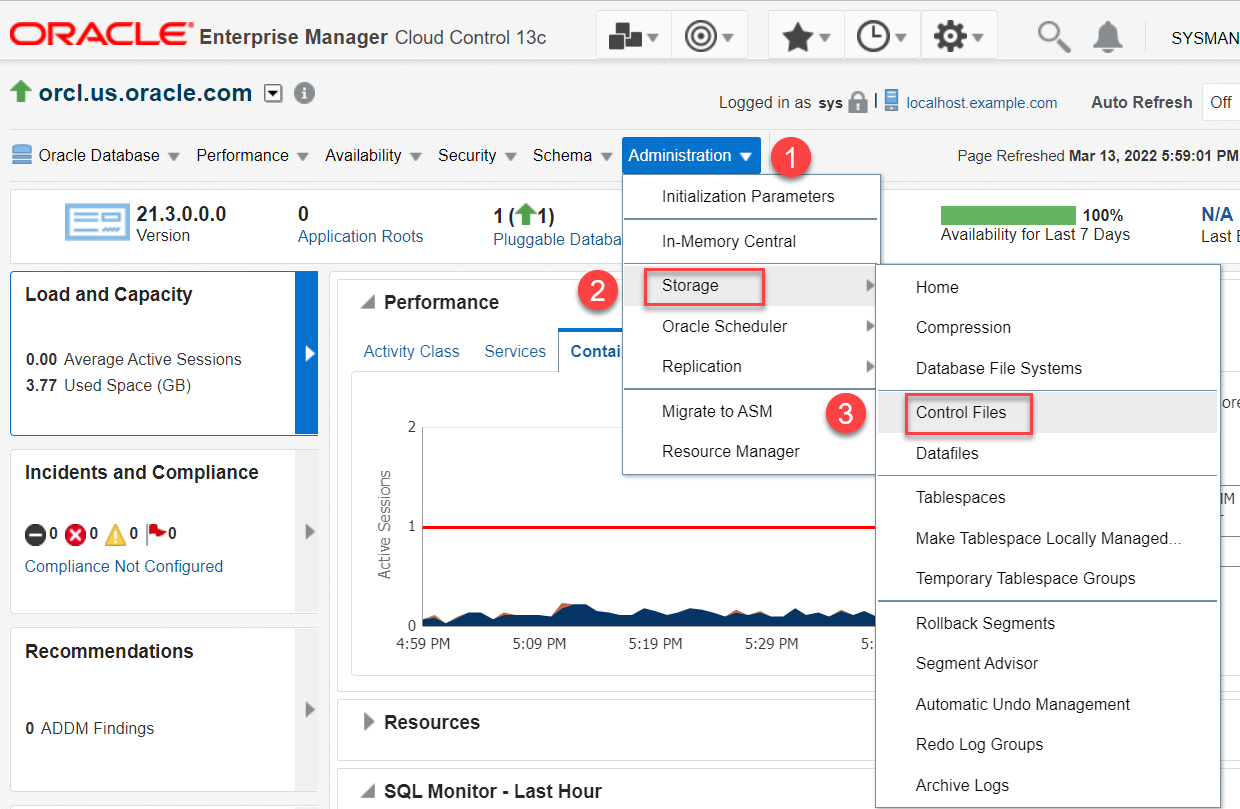 ORACLE® Enterprise Manager Cloud Control 13c
SYSMAN
orcl.us.oracle.com
Logged in as sys
localhost.example.com
Auto Refresh
Off
Oracle Database
Performance
Availability
Security
Schema
Administration
1
Page Refreshed Mar 13, 2022 5:59:01 PM
21.3.0.0.0
Version
0
Application Roots
1 (1)
Pluggable Databa
100%
Availability for Last 7 Days
N/A
Last
Initialization Parameters
In-Memory Central
2
Storage
Oracle Scheduler
Replication
Migrate to ASM
Resource Manager
Home
Compression
Database File Systems
3
Control Files
Datafiles
Tablespaces
Make Tablespace Locally Managed...
Temporary Tablespace Groups
Rollback Segments
Segment Advisor
Automatic Undo Management
Redo Log Groups
Archive Logs
Load and Capacity
0.00 Average Active Sessions
3.77 Used Space (GB)
Incidents and Compliance
0 0 0 0
Compliance Not Configured
Recommendations
0 ADDM Findings
Performance
Activity Class
Services
Contai
Active Sessions
2
1
0
4:59 PM
5:09 PM
5:19 PM
5:29 PM
5:
Resources
SQL Monitor - Last Hour